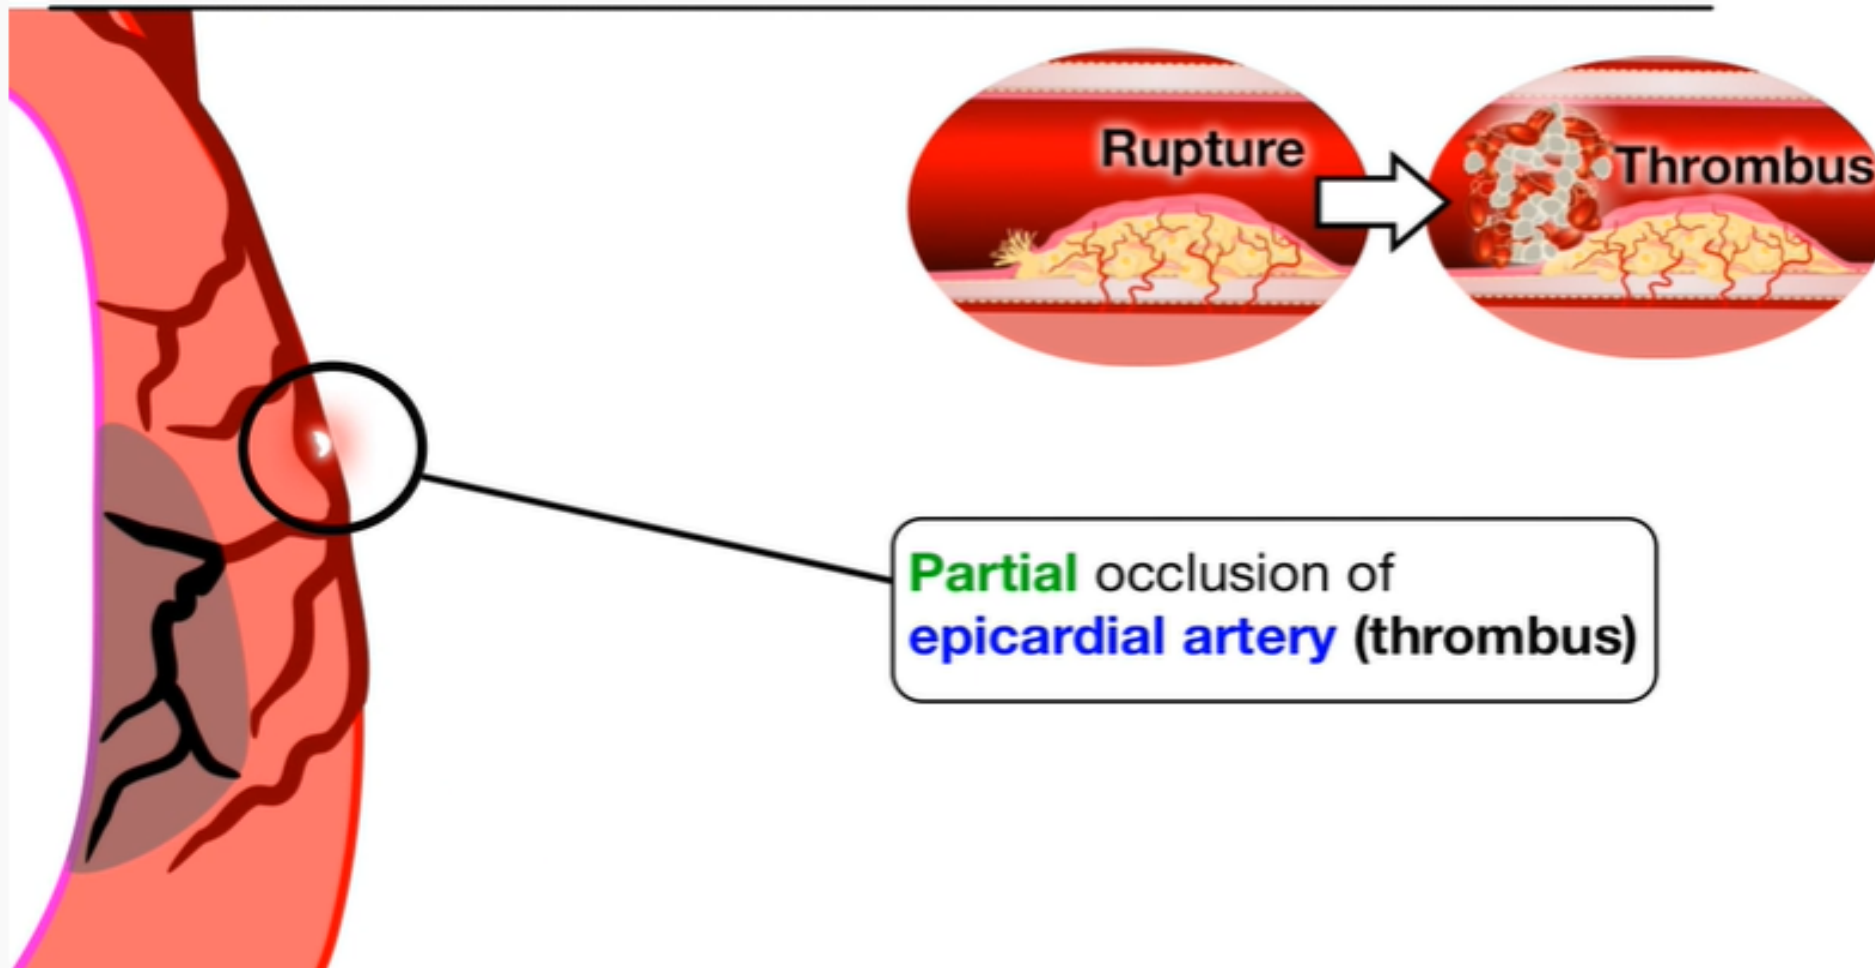 Rupture
Thrombus
Partial occlusion of
epicardial artery (thrombus)